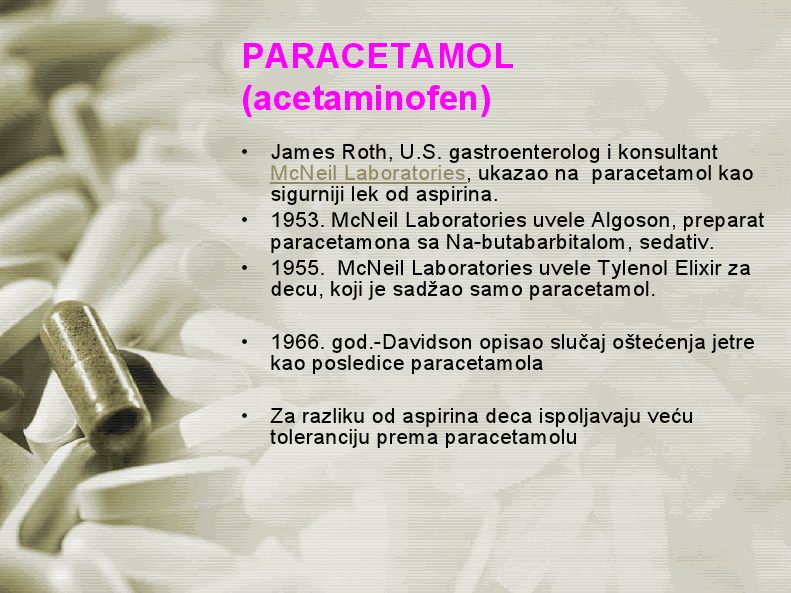 PARACETAMOL
(acetaminofen)
• James Roth, U.S. gastroenterolog i konsultant
McNeil Laboratories, ukazao na  paracetamol kao
sigurniji lek od aspirina.
• 1953. McNeil Laboratories uvele Algoson, preparat
paracetamona sa Na-butabarbitalom, sedativ.
• 1955.  McNeil Laboratories uvele Tylenol Elixir za
decu, koji je sadžao samo paracetamol.
• 1966. god.-Davidson opisao slučaj oštećenja jetre
kao posledice paracetamola
• Za razliku od aspirina deca ispoljavaju veću
toleranciju prema paracetamolu